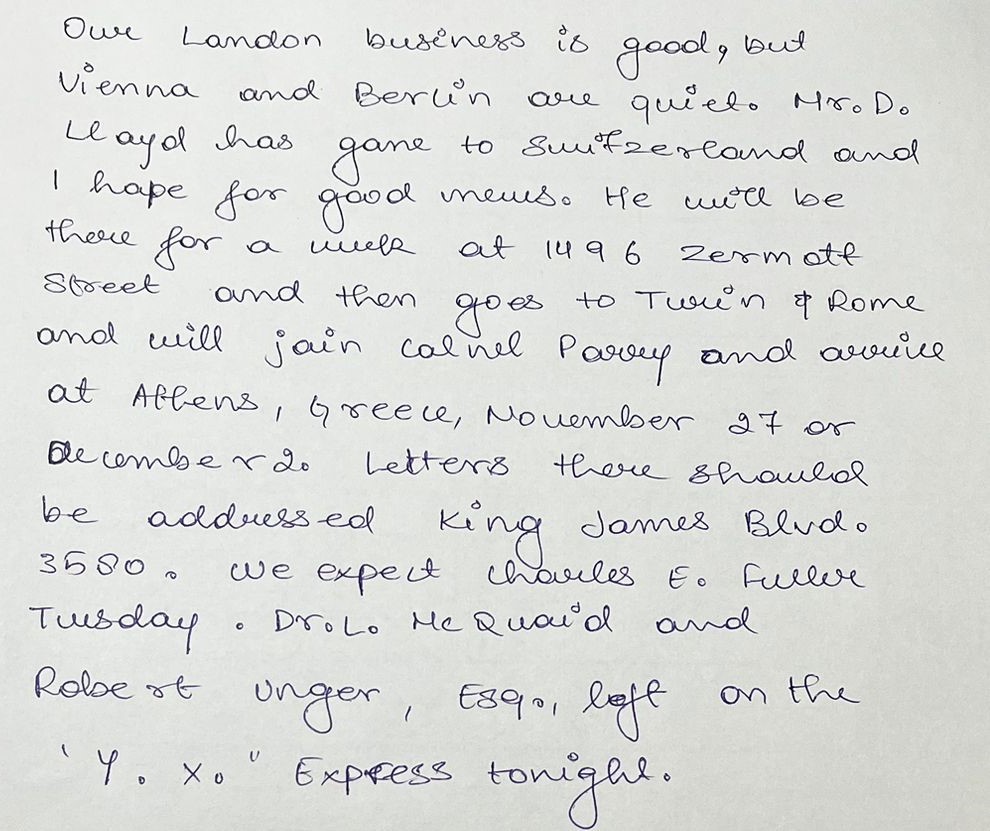 Our London business is good, but
Vienna and Berlin are quiet. Mr. D.
Lloyd has gone to Switzerland and
I hope for good news. He will be
there for a week at 1496 Zermott
Street and then goes to Turin & Rome
and will join Colnel Parry and arrive
at Athens, Greece, November 27 or
December 2. Letters there should
be addressed King James Blvd.
3580. We expect Charles E. Fuller
Tuesday. Dr. L. McQuaid and
Robert Unger, Esq., left on the
'Y. X." Express tonight.